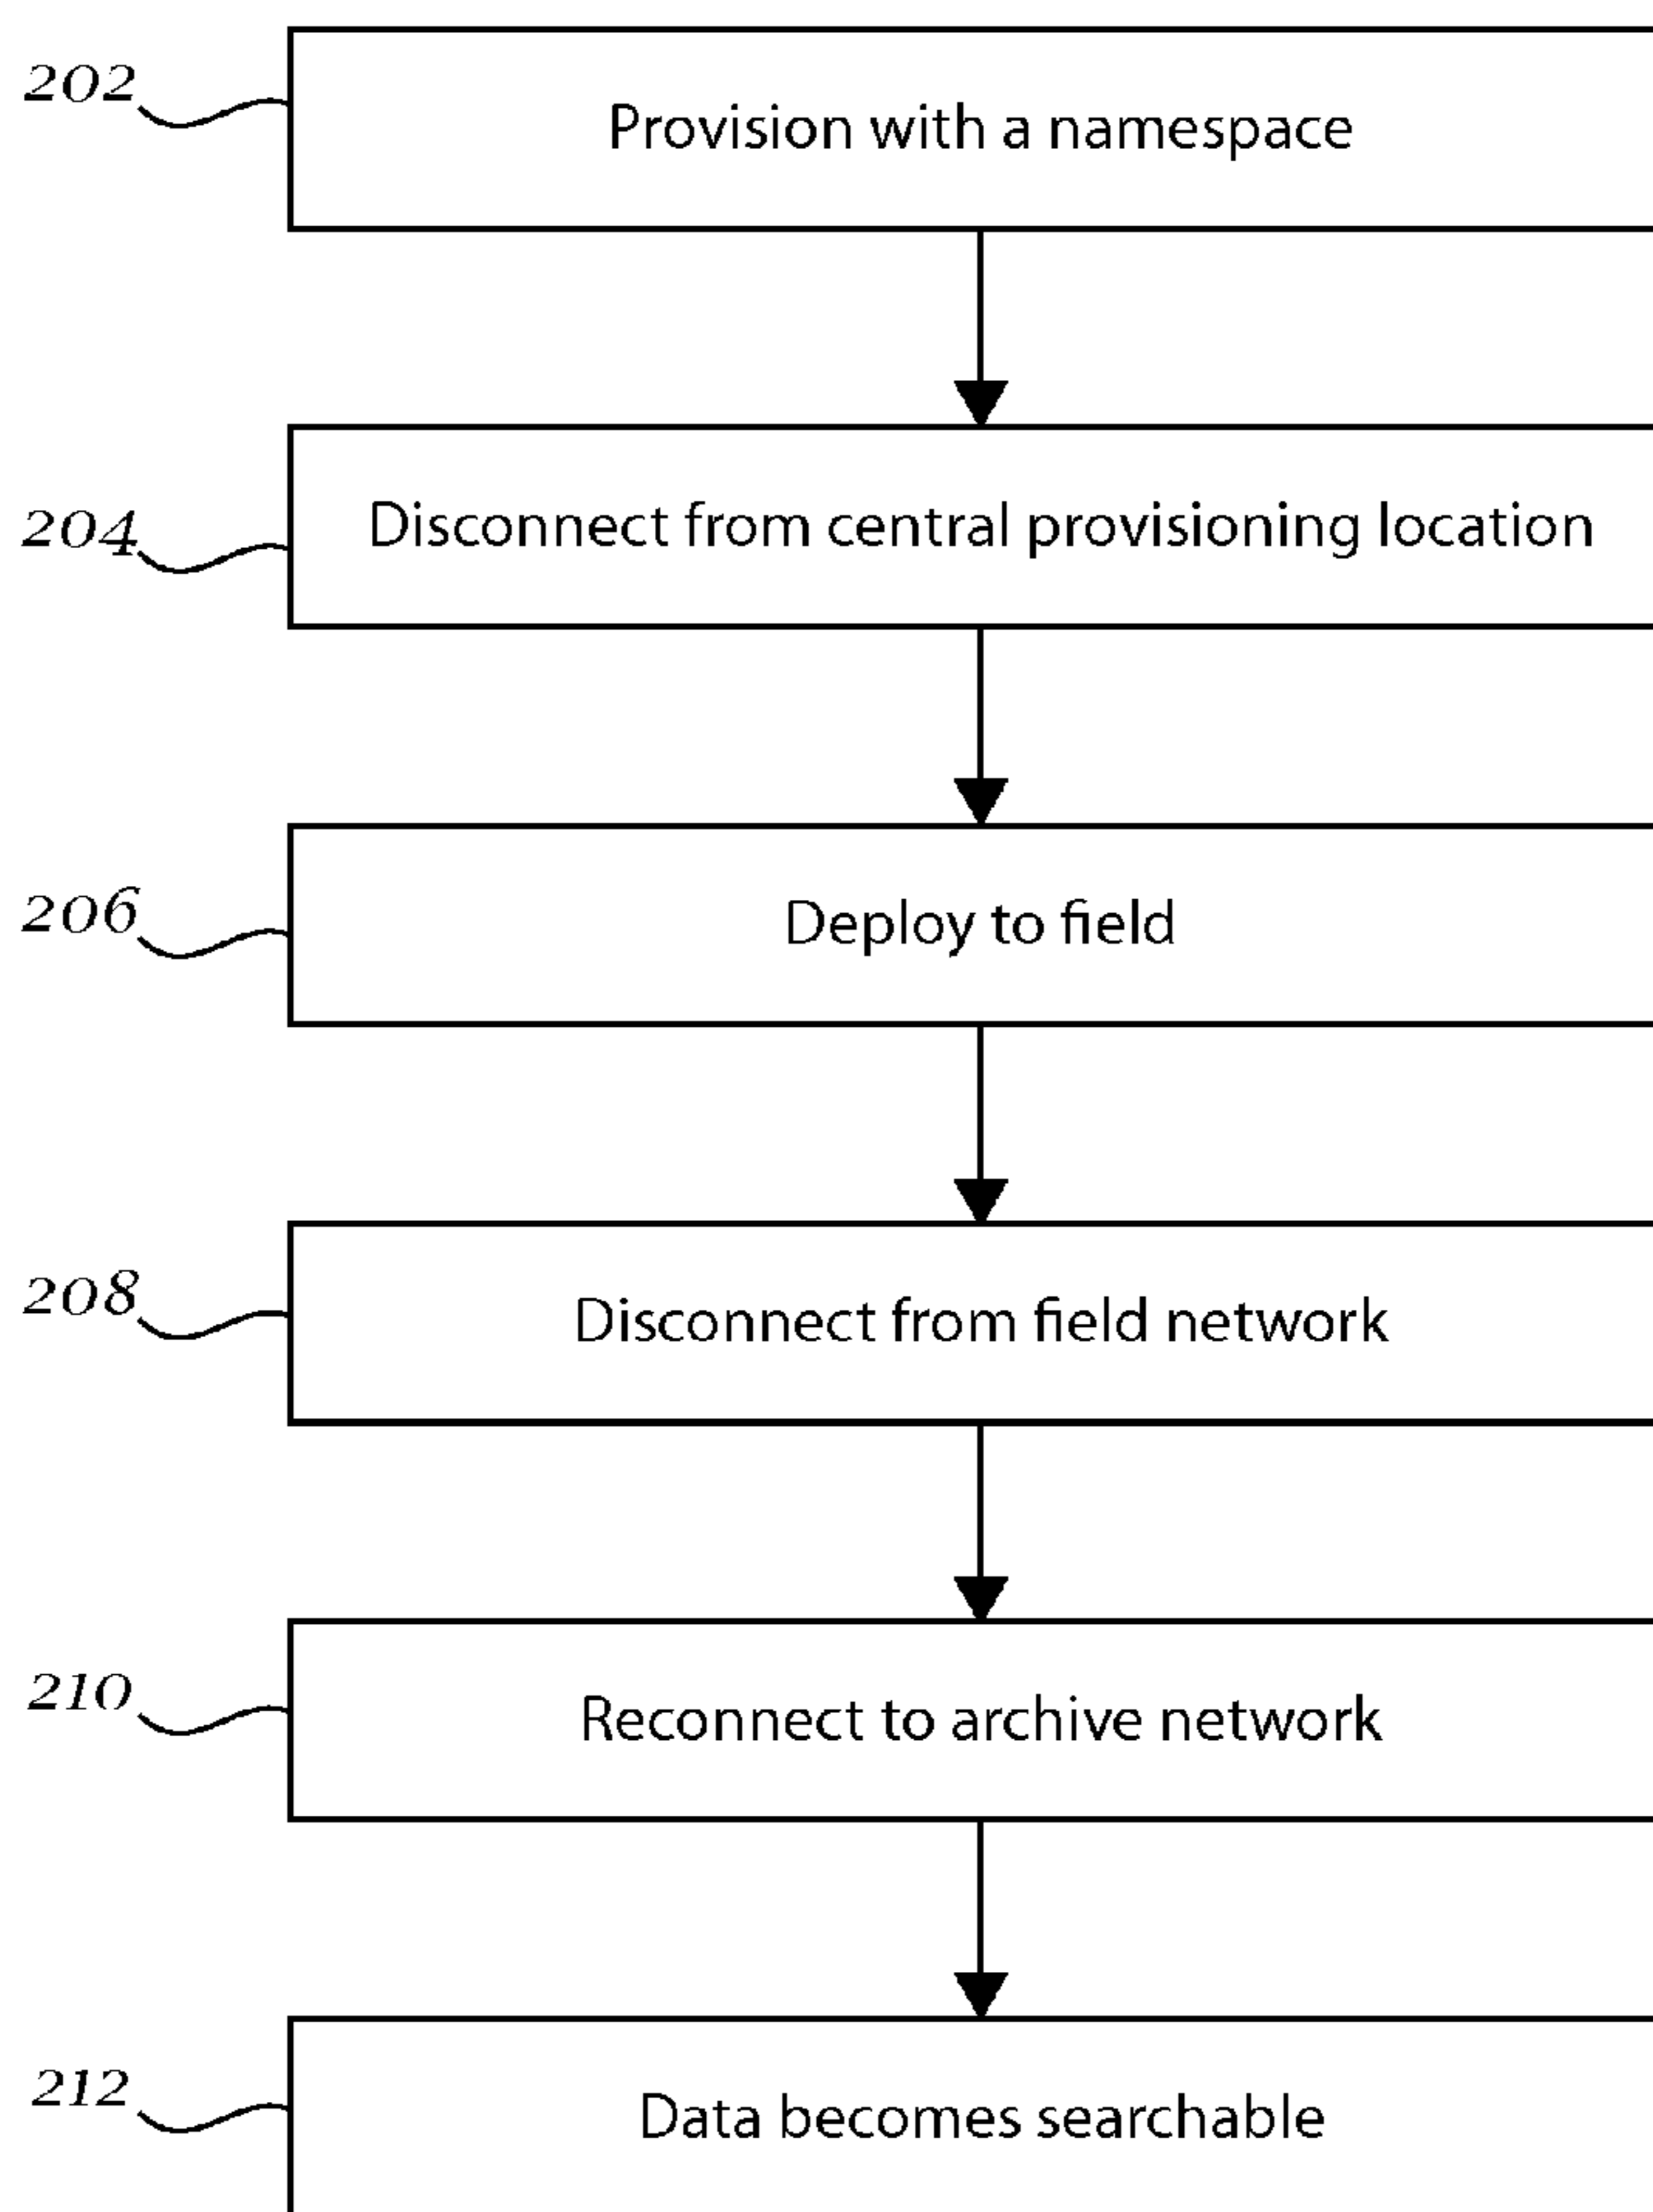 202
Provision with a namespace
204
Disconnect from central provisioning location
206
Deploy to field
208
Disconnect from field network
210
Reconnect to archive network
212
Data becomes searchable